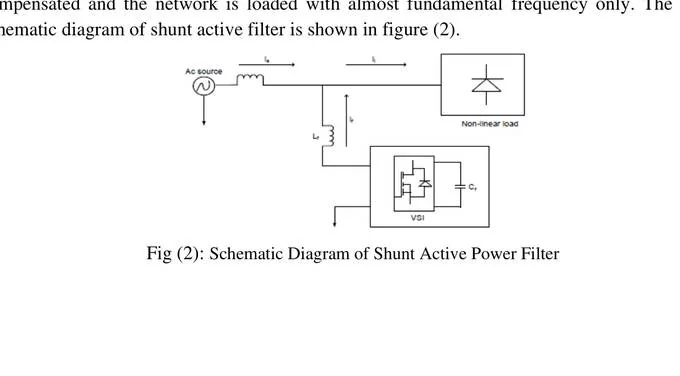 mpensated and the network is loaded with almost fundamental frequency only. The
hematic diagram of shunt active filter is shown in figure (2).
Ac source
Non-linear load
Lr
Cr
VSI
Fig (2): Schematic Diagram of Shunt Active Power Filter